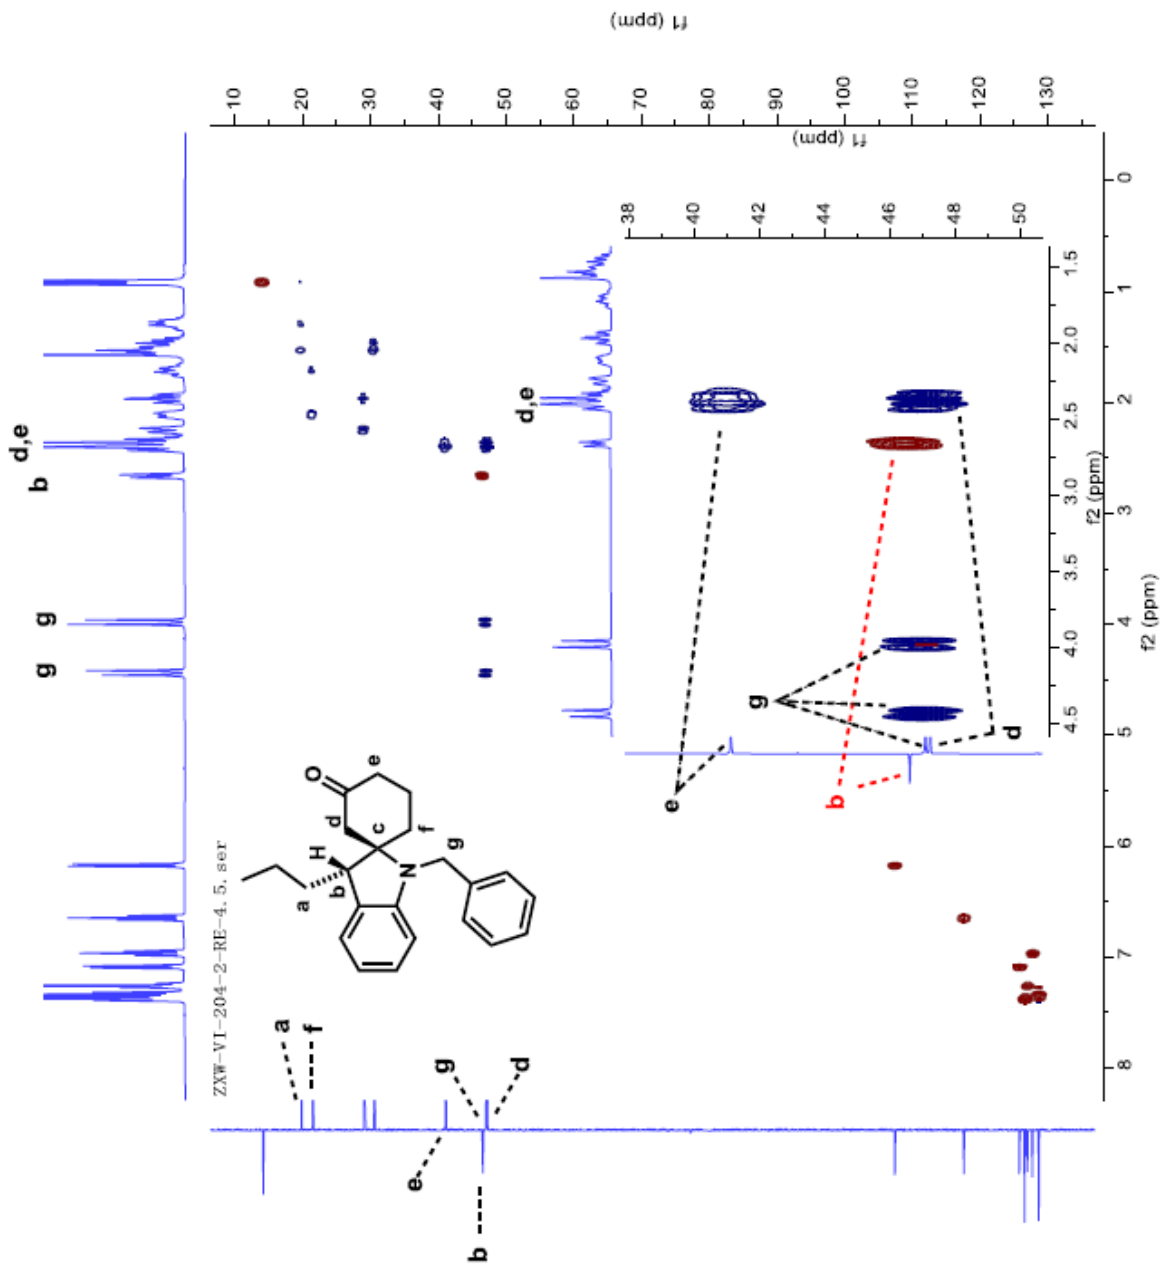 f1 (ppm)
10
20
30
40
50
60
70
80
90
100
110
120
130
f1 (ppm)
38
40
42
44
46
48
50
0
1
2
3
4
5
6
7
8
f2 (ppm)
1.5
2.0
2.5
3.0
3.5
4.0
4.5
f2 (ppm)
d,e
b
g
g
d,e
e
g
b
d
ZXW-VI-204-2-RE-4.5.ser
O
e
d
c
f
H
a
b
N
g
a
f
g
d
e
b